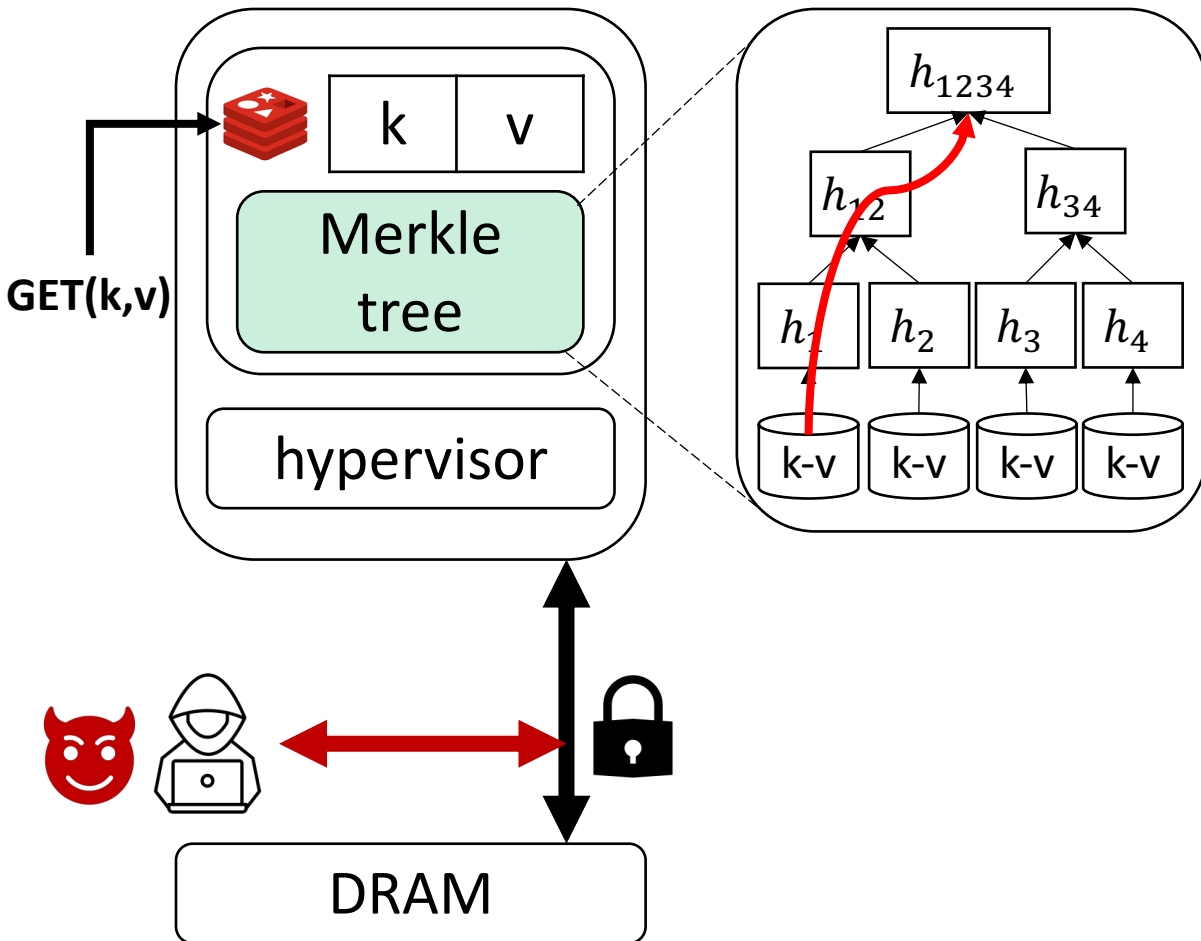 k v
Merkle
tree
GET(k,v)
hypervisor
DRAM
h₁₂₃₄
h₁₂ h₃₄
h₁ h₂ h₃ h₄
k-v k-v k-v k-v